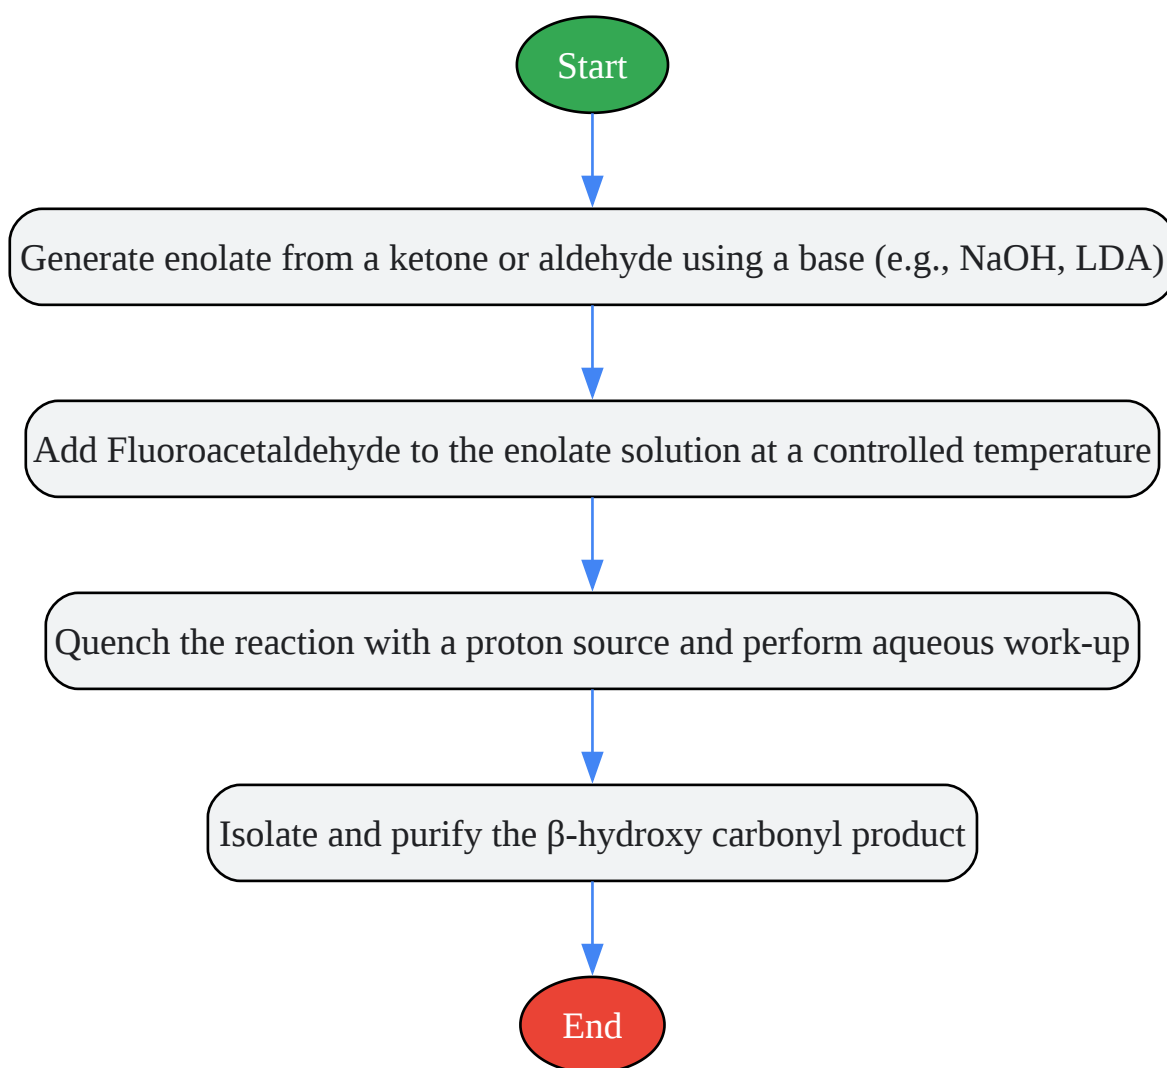 Start
Generate enolate from a ketone or aldehyde using a base (e.g., NaOH, LDA)
Add Fluoroacetaldehyde to the enolate solution at a controlled temperature
Quench the reaction with a proton source and perform aqueous work-up
Isolate and purify the β-hydroxy carbonyl product
End